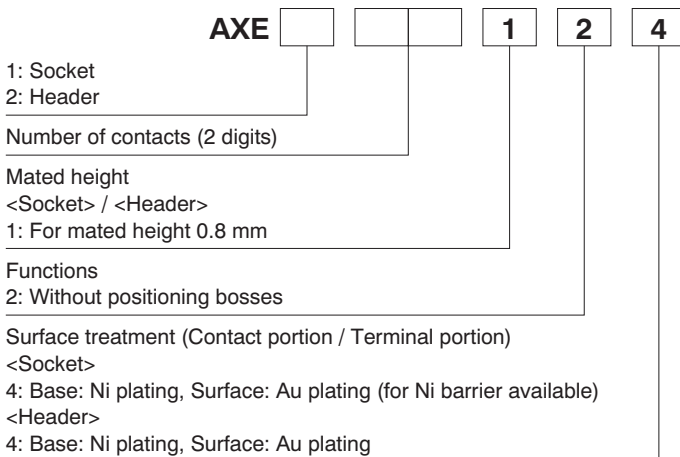 AXE 1 2 4
1: Socket
2: Header
Number of contacts (2 digits)
Mated height
<Socket> / <Header>
1: For mated height 0.8 mm
Functions
2: Without positioning bosses
Surface treatment (Contact portion / Terminal portion)
<Socket>
4: Base: Ni plating, Surface: Au plating (for Ni barrier available)
<Header>
4: Base: Ni plating, Surface: Au plating